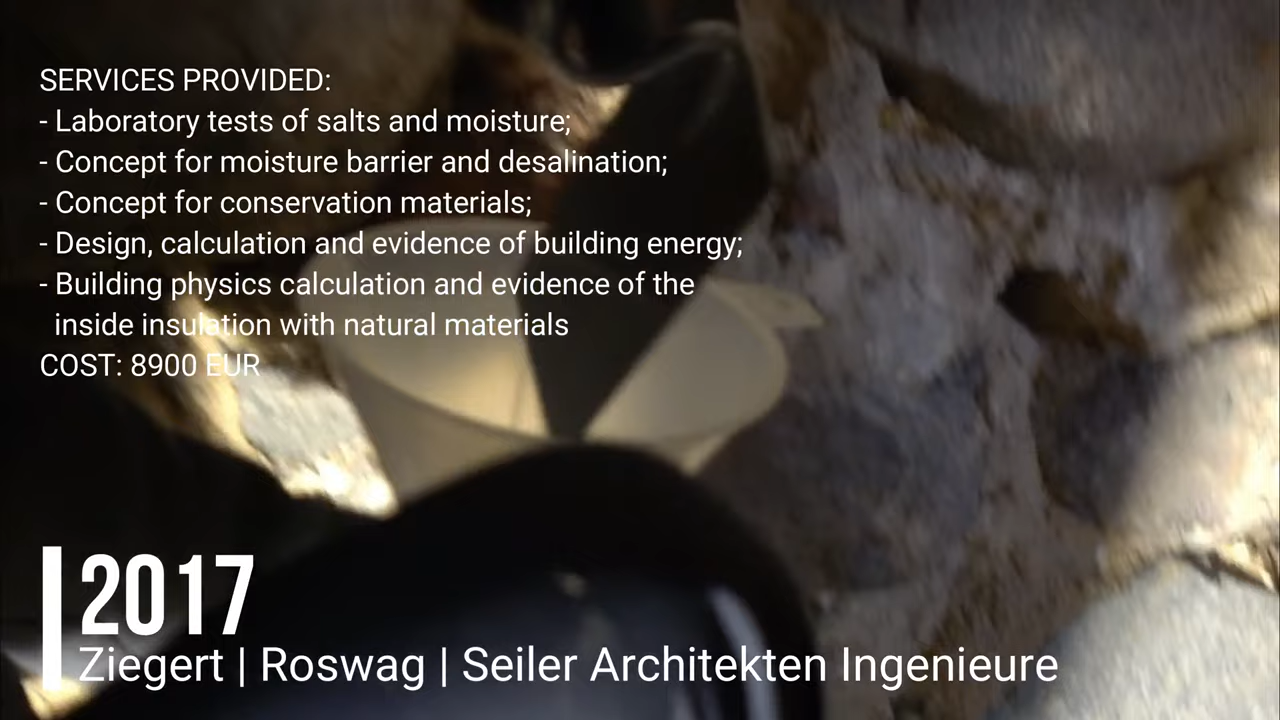 SERVICES PROVIDED:
- Laboratory tests of salts and moisture;
- Concept for moisture barrier and desalination;
- Concept for conservation materials;
- Design, calculation and evidence of building energy;
- Building physics calculation and evidence of the
inside insulation with natural materials
COST: 8900 EUR
2017
Ziegert | Roswag | Seiler Architekten Ingenieure